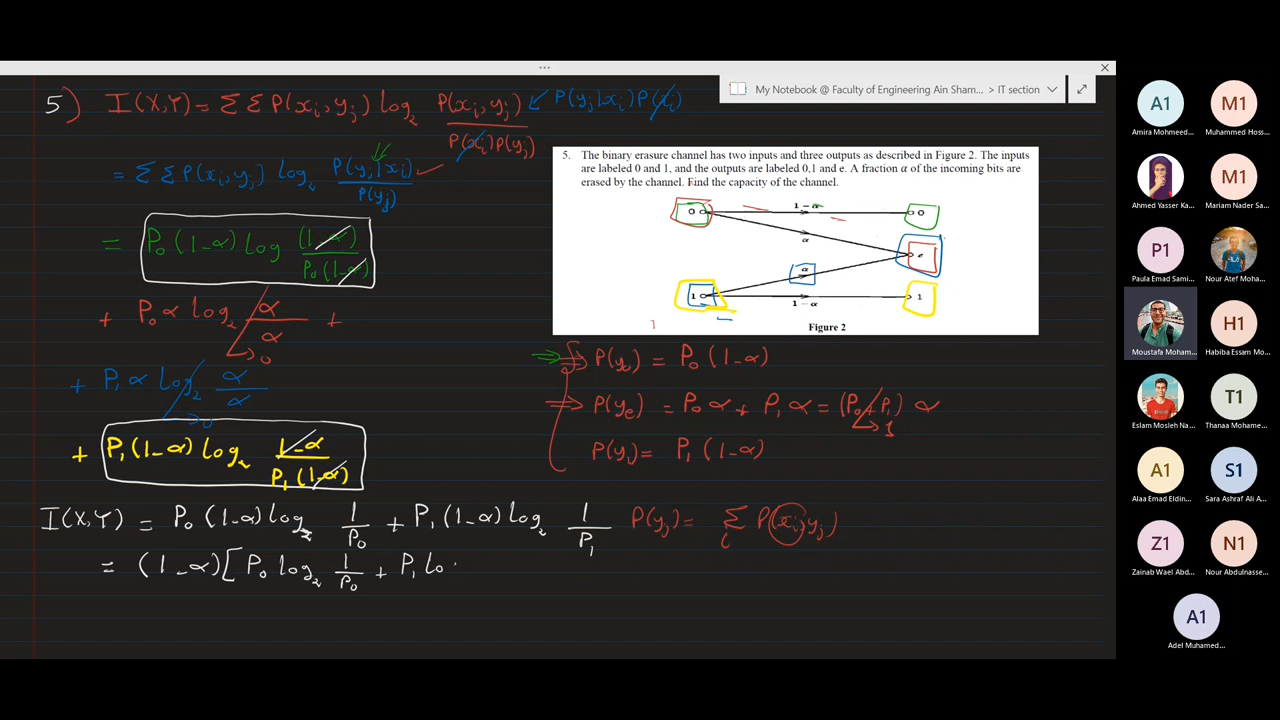 5) I(X,Y) = Σ Σ P(xi,yj) log2 P(xi,yj) / P(xi)P(yj) ↙ P(yj|xi)P(xi)
= Σ Σ P(xi,yj) log2 P(yj|xi) / P(yj)
= P0 (1-α) log (1-α) / P0 (1-α)
+ P0 α log2 α / α → 0 +
+ P1 α log2 α / α → 0
+ P1 (1-α) log2 1-α / P1 (1-α)
I(X,Y) = P0 (1-α) log2 1/P0 + P1 (1-α) log2 1/P1
= (1-α)[ P0 log2 1/P0 + P1 lo
My Notebook @ Faculty of Engineering Ain Sham... > IT section
5. The binary erasure channel has two inputs and three outputs as described in Figure 2. The inputs
are labeled 0 and 1, and the outputs are labeled 0,1 and e. A fraction α of the incoming bits are
erased by the channel. Find the capacity of the channel.
0 1-α 0
α
e
α
1 1-α 1
Figure 2
= P0 (1-α)
P(ye) = P0 α + P1 α = (P0+P1) α → 1
P(y1) = P1 (1-α)
P(yj) = Σi P(xi,yj)
A1
Amira Mohmeed...
M1
Muhammed Hoss...
Ahmed Yasser Ka...
M1
Mariam Nader Sa...
P1
Paula Emad Sami...
Nour Atef Moha...
Moustafa Moham...
H1
Habiba Essam Mo...
Eslam Mosleh Na...
T1
Thanaa Mohame...
A1
Alaa Emad Eldin...
S1
Sara Ashraf Ali A...
Z1
Zainab Wael Abd...
N1
Nour Abdulnasse...
A1
Adel Muhamed...